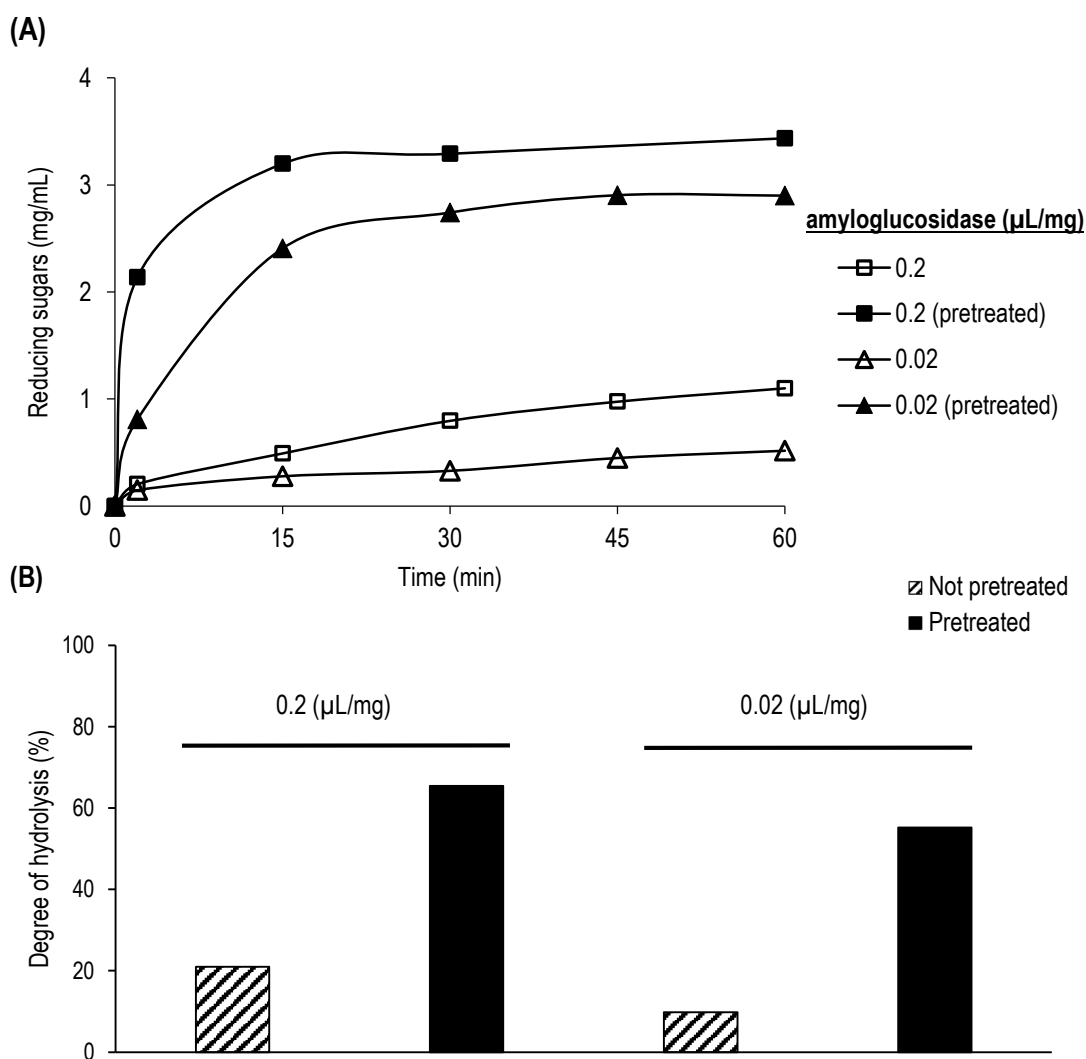 (A)
4
3
2
1
0
Reducing sugars (mg/mL)
0 15 30 45 60
Time (min)
amyloglucosidase (µL/mg)
0.2
0.2 (pretreated)
0.02
0.02 (pretreated)
(B)
Not pretreated
Pretreated
100
80
60
40
20
0
Degree of hydrolysis (%)
0.2 (µL/mg) 0.02 (µL/mg)